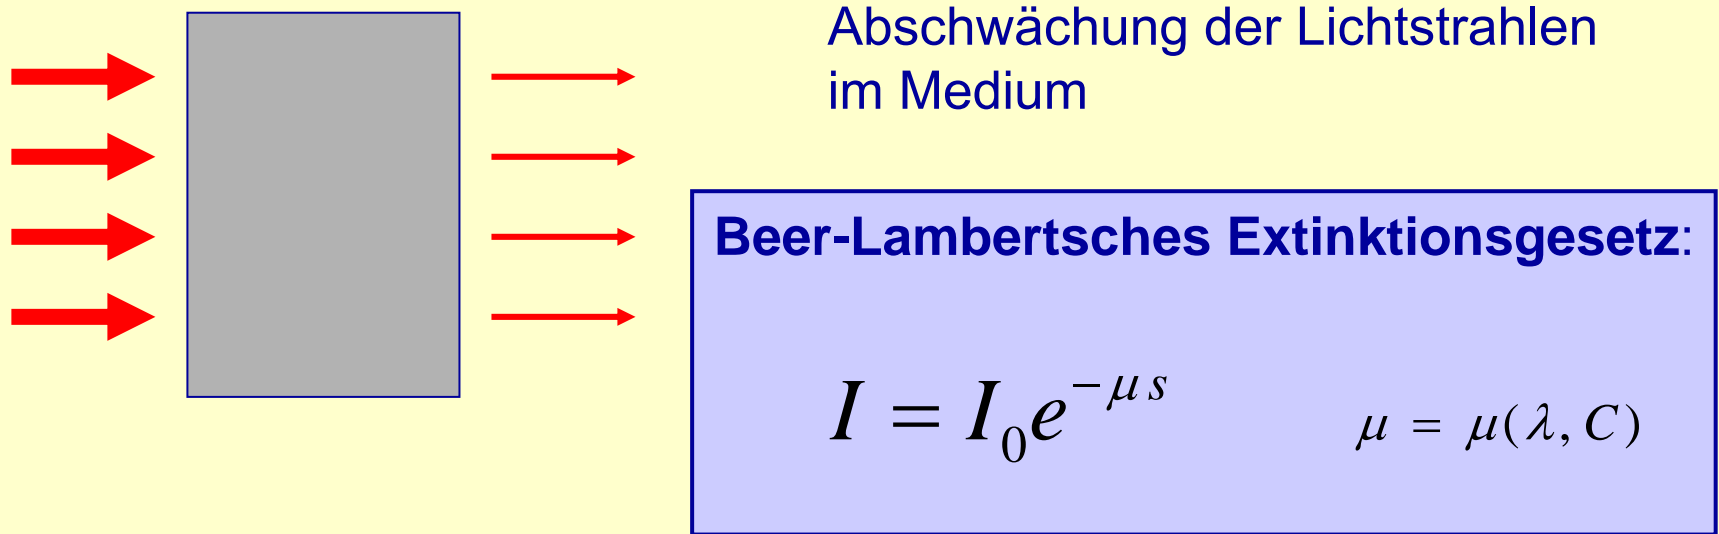 Abschwächung der Lichtstrahlen
im Medium
Beer-Lambertsches Extinktionsgesetz:
I = I₀e^{−μs}    μ = μ(λ, C)